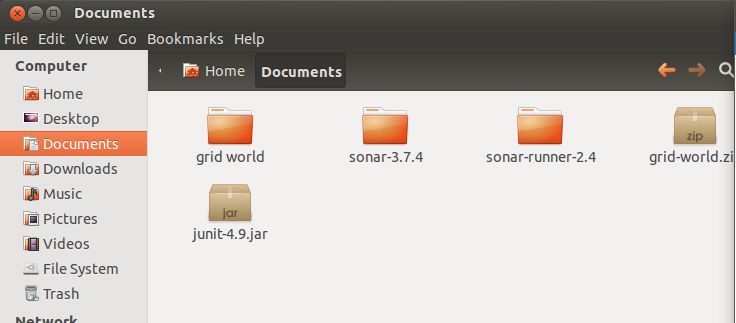 Documents
File Edit View Go Bookmarks Help
Computer
Home
Desktop
Documents
Downloads
Music
Pictures
Videos
File System
Trash
Network
Home Documents
grid world
sonar-3.7.4
sonar-runner-2.4
zip
grid-world.zi
jar
junit-4.9.jar